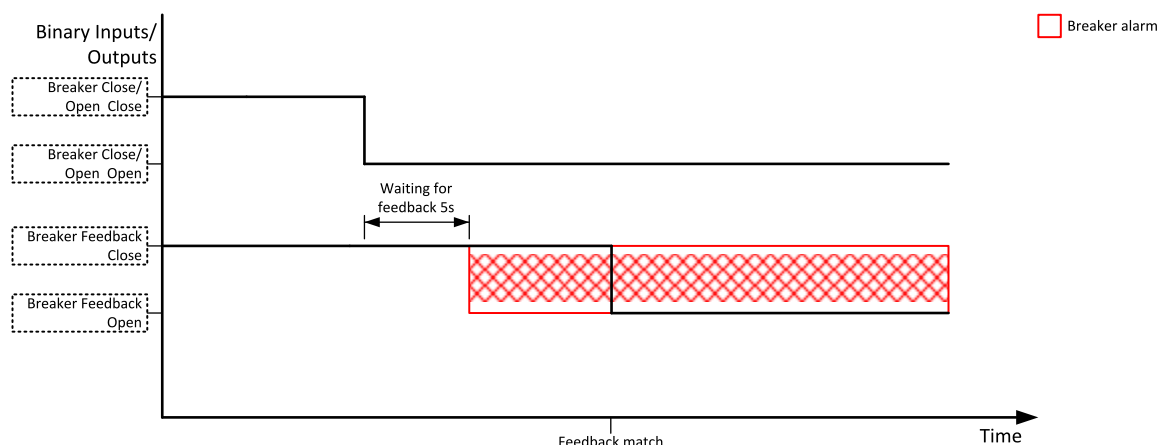 Binary Inputs/
Outputs
Breaker alarm
Breaker Close/
Open Close
Breaker Close/
Open Open
Waiting for
feedback 5s
Breaker Feedback
Close
Breaker Feedback
Open
Time
Feedback match